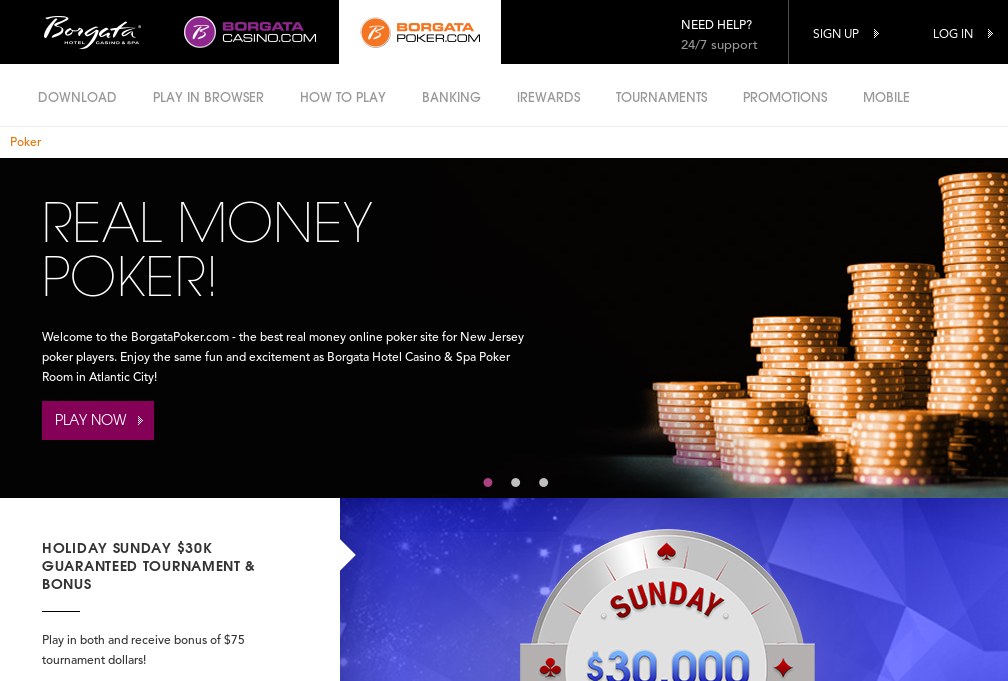 Borgata
HOTEL CASINO & SPA
BORGATA
CASINO.COM
BORGATA
POKER.COM
NEED HELP?
24/7 support
SIGN UP
LOG IN
DOWNLOAD
PLAY IN BROWSER
HOW TO PLAY
BANKING
IREWARDS
TOURNAMENTS
PROMOTIONS
MOBILE
Poker
REAL MONEY
POKER!
Welcome to the BorgataPoker.com - the best real money online poker site for New Jersey
poker players. Enjoy the same fun and excitement as Borgata Hotel Casino & Spa Poker
Room in Atlantic City!
PLAY NOW
HOLIDAY SUNDAY $30K
GUARANTEED TOURNAMENT &
BONUS
Play in both and receive bonus of $75
tournament dollars!
SUNDAY
$30,000